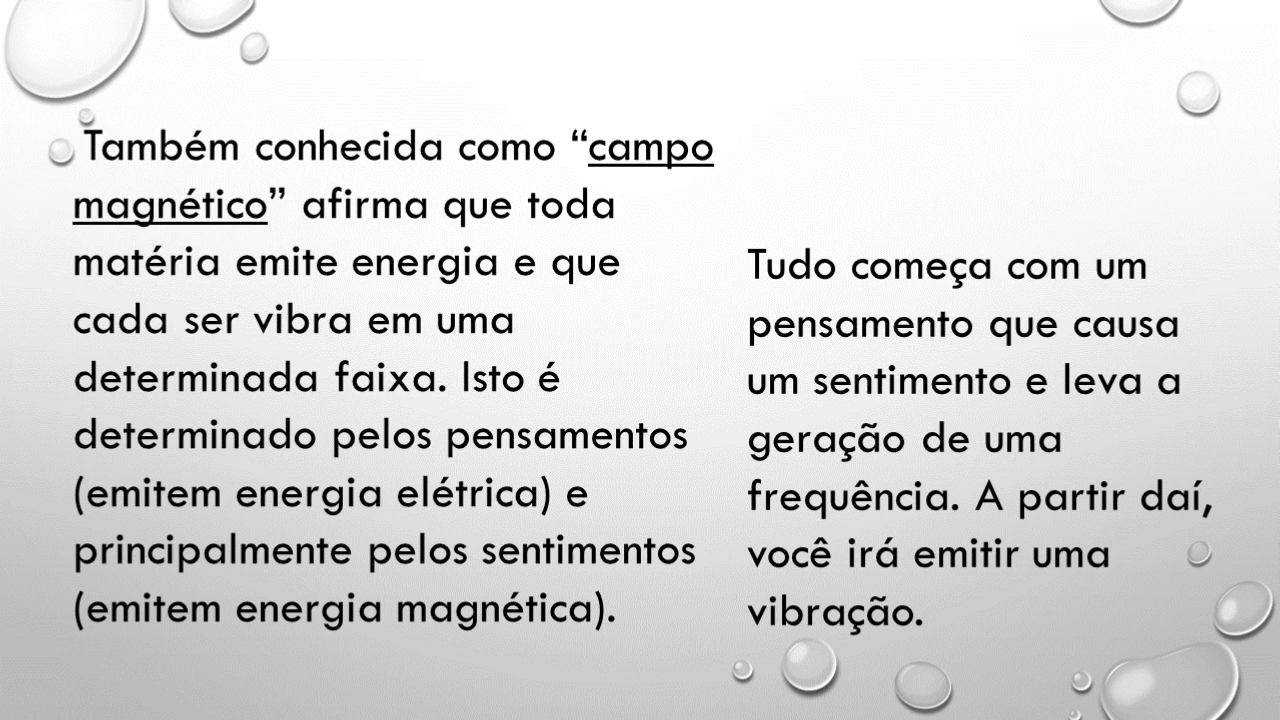 Também conhecida como “campo
magnético” afirma que toda
matéria emite energia e que
cada ser vibra em uma
determinada faixa. Isto é
determinado pelos pensamentos
(emitem energia elétrica) e
principalmente pelos sentimentos
(emitem energia magnética).
Tudo começa com um
pensamento que causa
um sentimento e leva a
geração de uma
frequência. A partir daí,
você irá emitir uma
vibração.